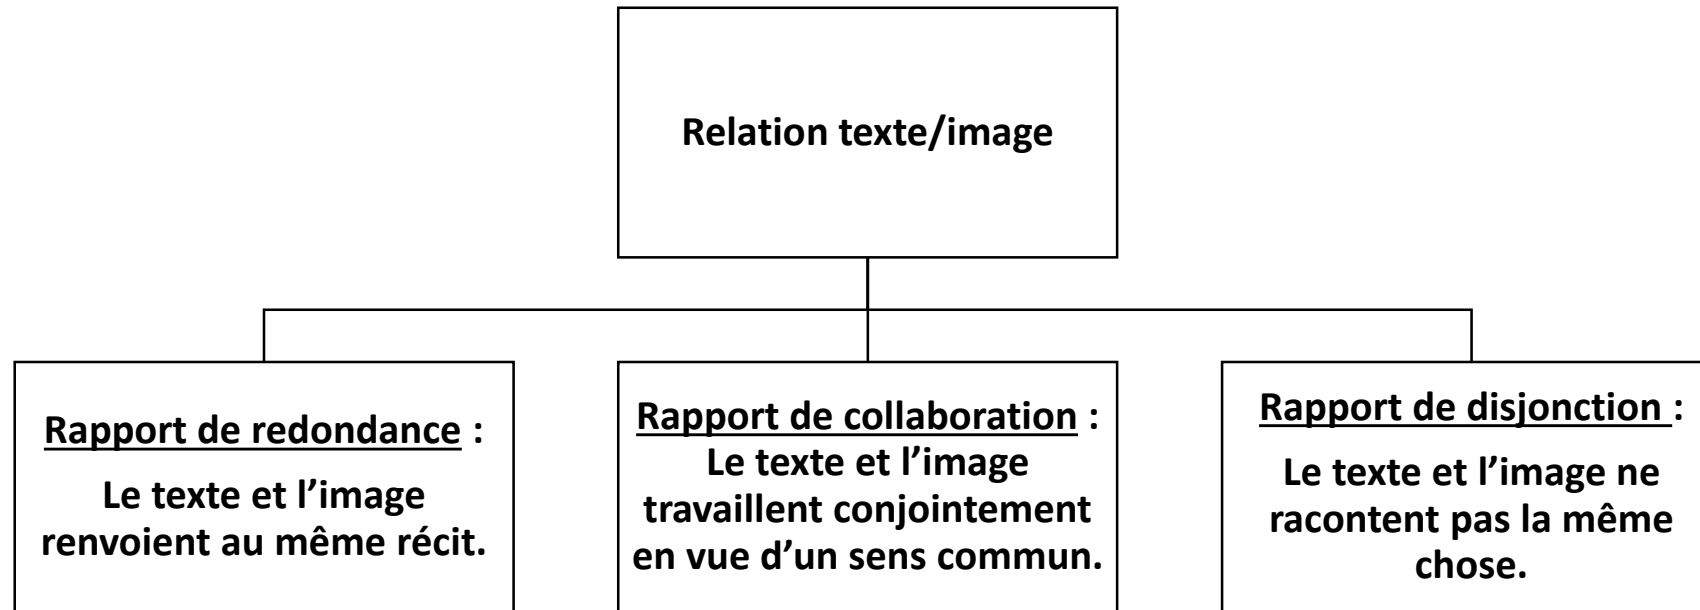 Relation texte/image
Rapport de redondance :
Le texte et l’image
renvoient au même récit.
Rapport de collaboration :
Le texte et l’image
travaillent conjointement
en vue d’un sens commun.
Rapport de disjonction :
Le texte et l’image ne
racontent pas la même
chose.